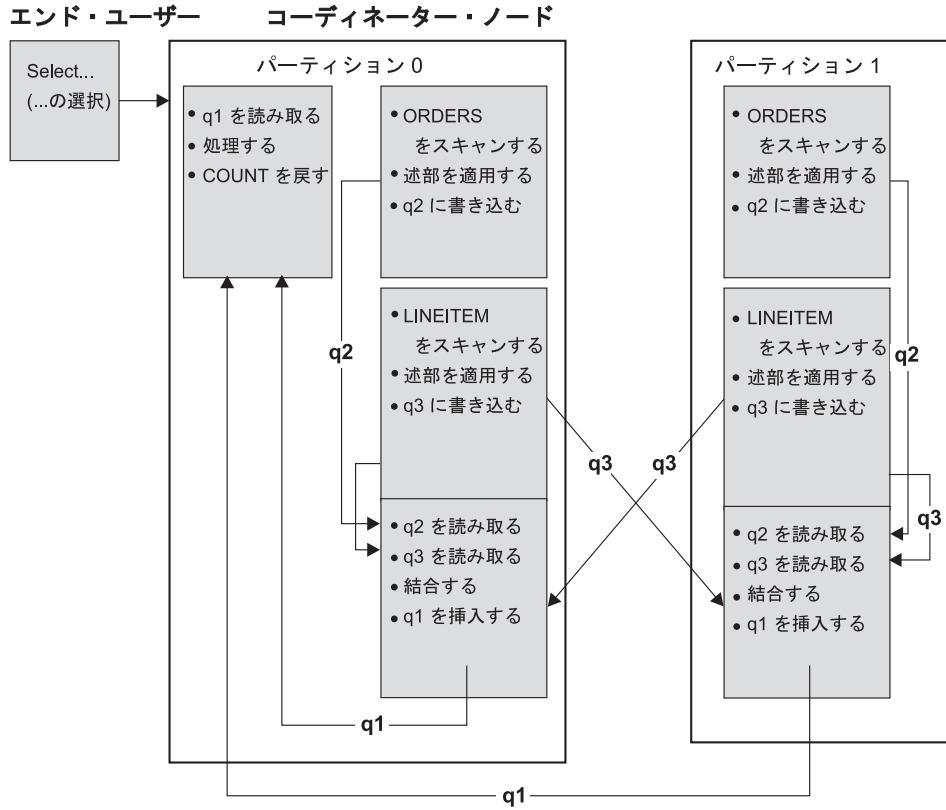 エンド・ユーザー
コーディネーター・ノード
Select...
(...の選択)
パーティション 0
• q1 を読み取る
• 処理する
• COUNT を戻す
• ORDERS
をスキャンする
• 述部を適用する
• q2 に書き込む
q2
• LINEITEM
をスキャンする
• 述部を適用する
• q3 に書き込む
• q2 を読み取る
• q3 を読み取る
• 結合する
• q1 を挿入する
q1
q3
q3
パーティション 1
• ORDERS
をスキャンする
• 述部を適用する
• q2 に書き込む
q2
• LINEITEM
をスキャンする
• 述部を適用する
• q3 に書き込む
q3
• q2 を読み取る
• q3 を読み取る
• 結合する
• q1 を挿入する
q1